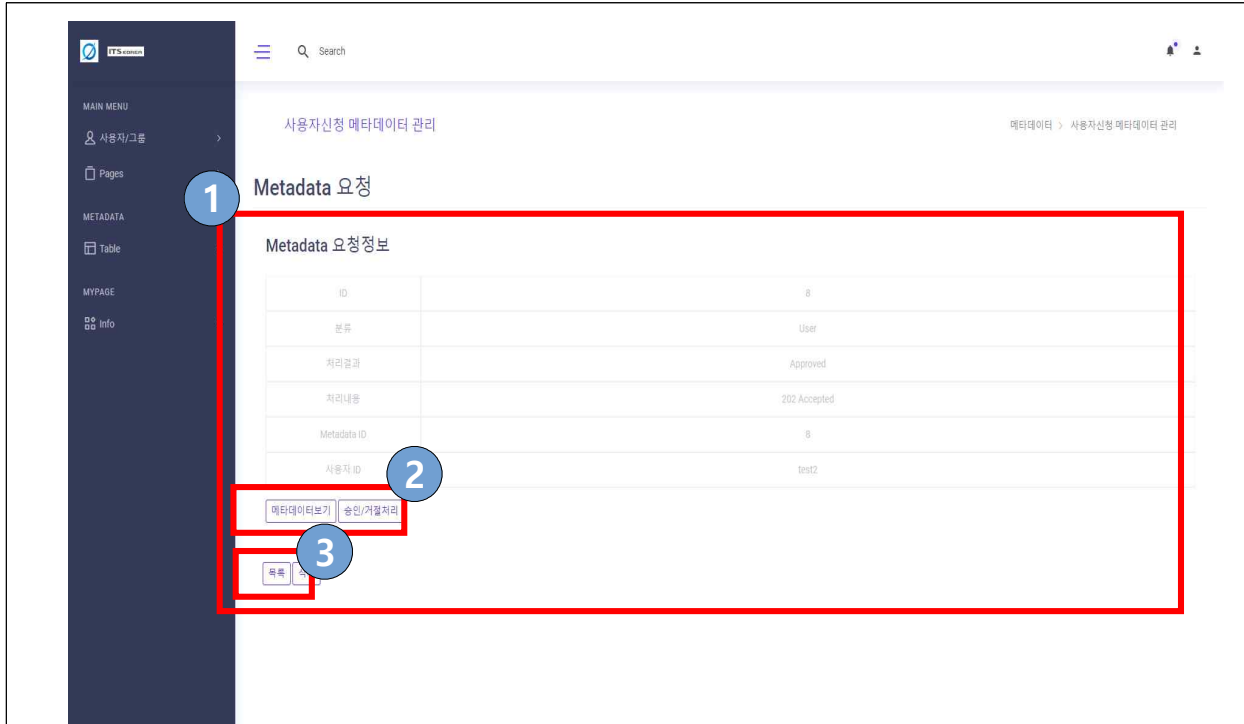 ITS KOREA
Search
MAIN MENU
사용자/그룹
Pages
METADATA
Table
MYPAGE
Info
사용자신청 메타데이터 관리
메타데이터 > 사용자신청 메타데이터 관리
Metadata 요청
1
Metadata 요청정보
ID 8
분류 User
처리결과 Approved
처리내용 202 Accepted
Metadata ID 8
사용자 ID test2
2
메타데이터보기 승인/거절처리
3
목록